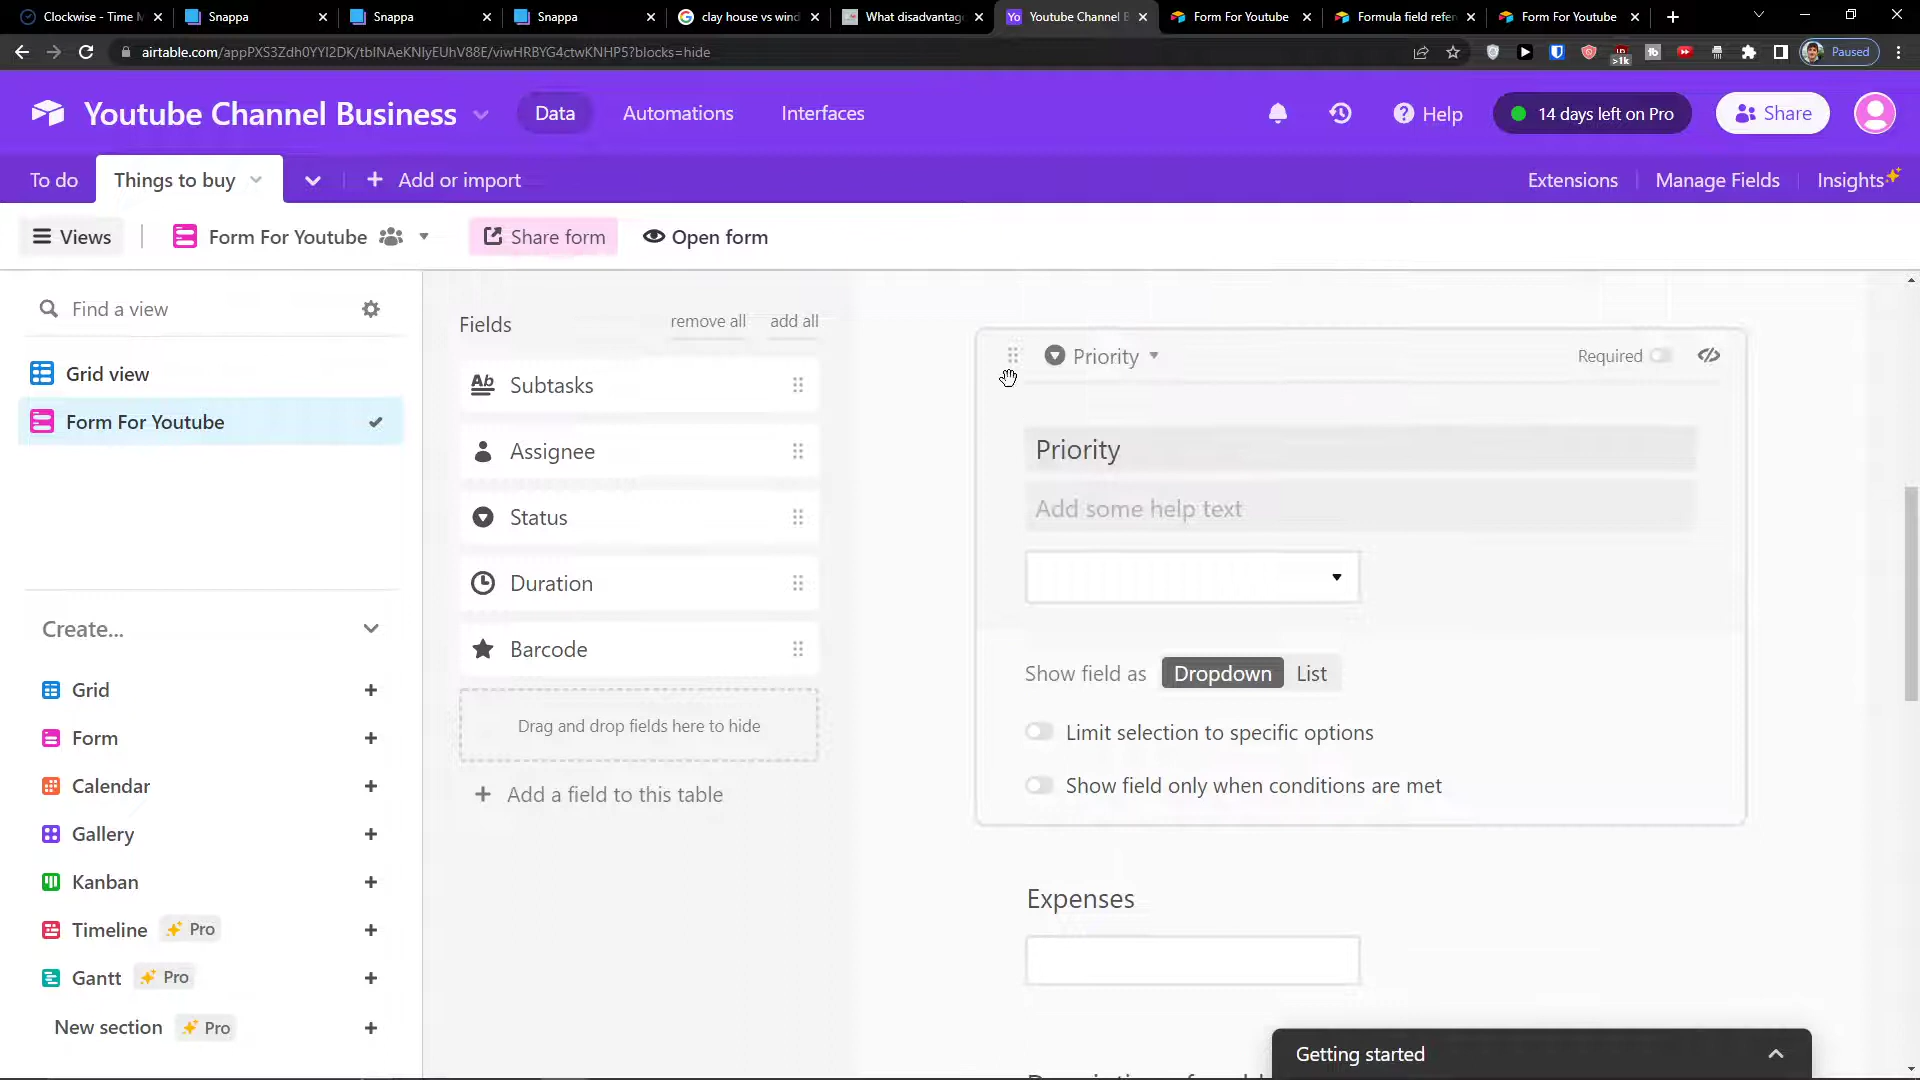 Clockwise - Time M
Snappa
Snappa
Snappa
clay house vs wind
What disadvantag
Youtube Channel B
Form For Youtube
Formula field refer
Form For Youtube
airtable.com/appPXS3Zdh0YYI2DK/tblNAeKNIyEUhV88E/viwHRBYG4ctwKNHP5?blocks=hide
>1k
Paused
Youtube Channel Business
Data
Automations
Interfaces
Help
14 days left on Pro
Share
To do
Things to buy
Add or import
Extensions
Manage Fields
Insights
Views
Form For Youtube
Share form
Open form
Find a view
Grid view
Form For Youtube
Create...
Grid
Form
Calendar
Gallery
Kanban
Timeline
Pro
Gantt
Pro
New section
Pro
Fields
remove all
add all
Subtasks
Assignee
Status
Duration
Barcode
Drag and drop fields here to hide
Add a field to this table
Priority
Required
Priority
Add some help text
Show field as
Dropdown
List
Limit selection to specific options
Show field only when conditions are met
Expenses
Getting started